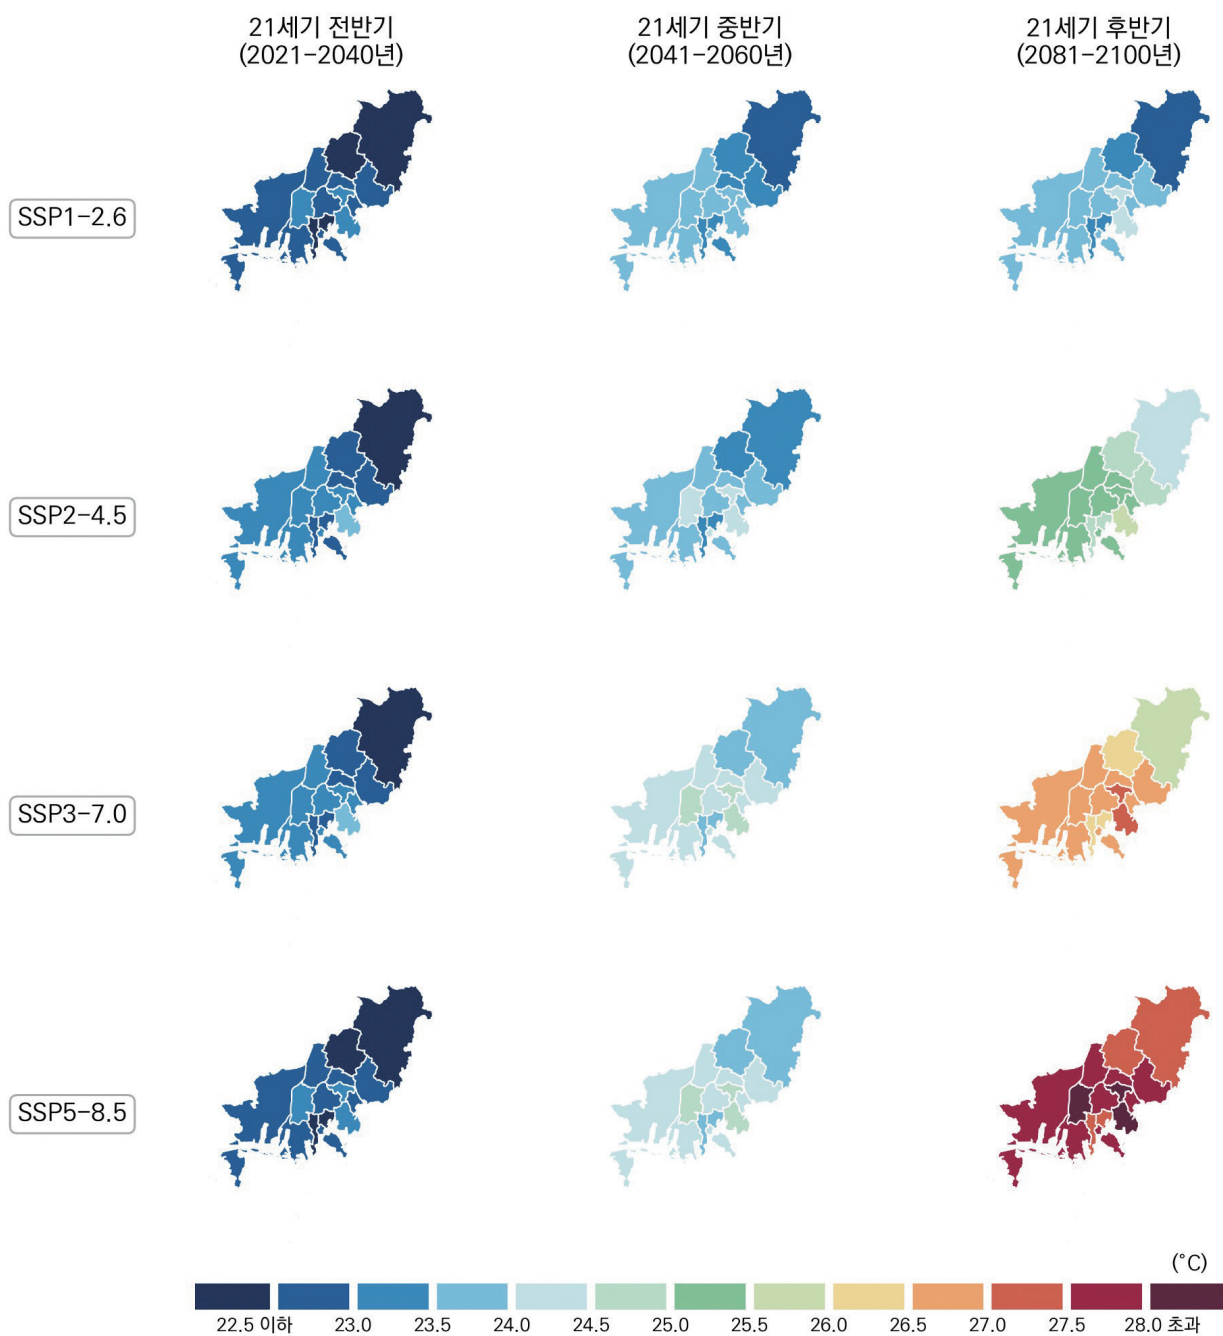 21세기 전반기
(2021-2040년)
21세기 중반기
(2041-2060년)
21세기 후반기
(2081-2100년)
SSP1-2.6
SSP2-4.5
SSP3-7.0
SSP5-8.5
(°C)
22.5 이하 23.0 23.5 24.0 24.5 25.0 25.5 26.0 26.5 27.0 27.5 28.0 초과